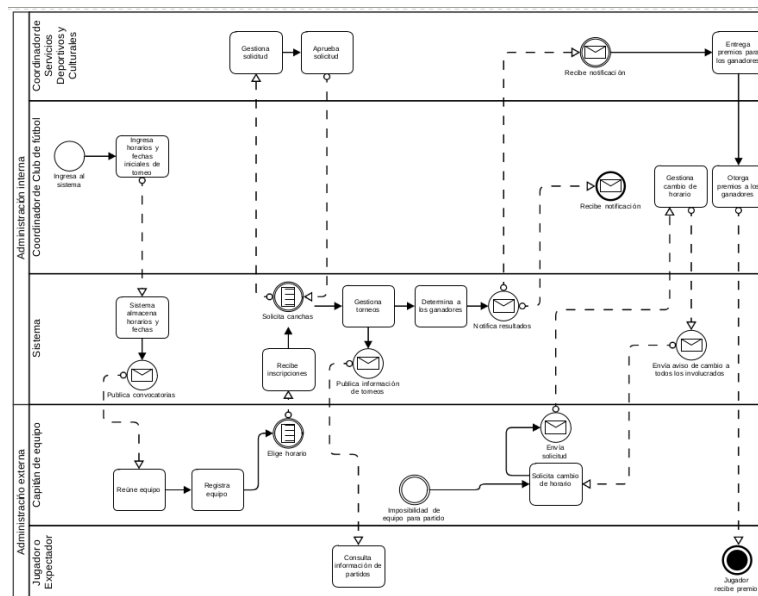 Administración interna
Coordinador de
Servicios
Deportivos y
Culturales
Gestiona
solicitud
Aprueba
solicitud
Recibe notificación
Entrega
premios para
los ganadores
Coordinador de Club de fútbol
Ingresa al
sistema
Ingresa
horarios y
fechas
iniciales de
torneo
Recibe notificación
Gestiona
cambio de
horario
Otorga
premios a los
ganadores
Sistema
Sistema
almacena
horarios y
fechas
Publica convocatorias
Solicita canchas
Recibe
inscripciones
Gestiona
torneos
Publica información
de torneos
Determina a
los ganadores
Notifica resultados
Envía aviso de cambio a
todos los involucrados
Administracińo externa
Capitán de equipo
Reúne equipo
Registra
equipo
Elige horario
Imposibilidad de
equipo para partido
Envía
solicitud
Solicita cambio
de horario
Jugador o
Expectador
Consulta
información de
partidos
Jugador
recibe premio